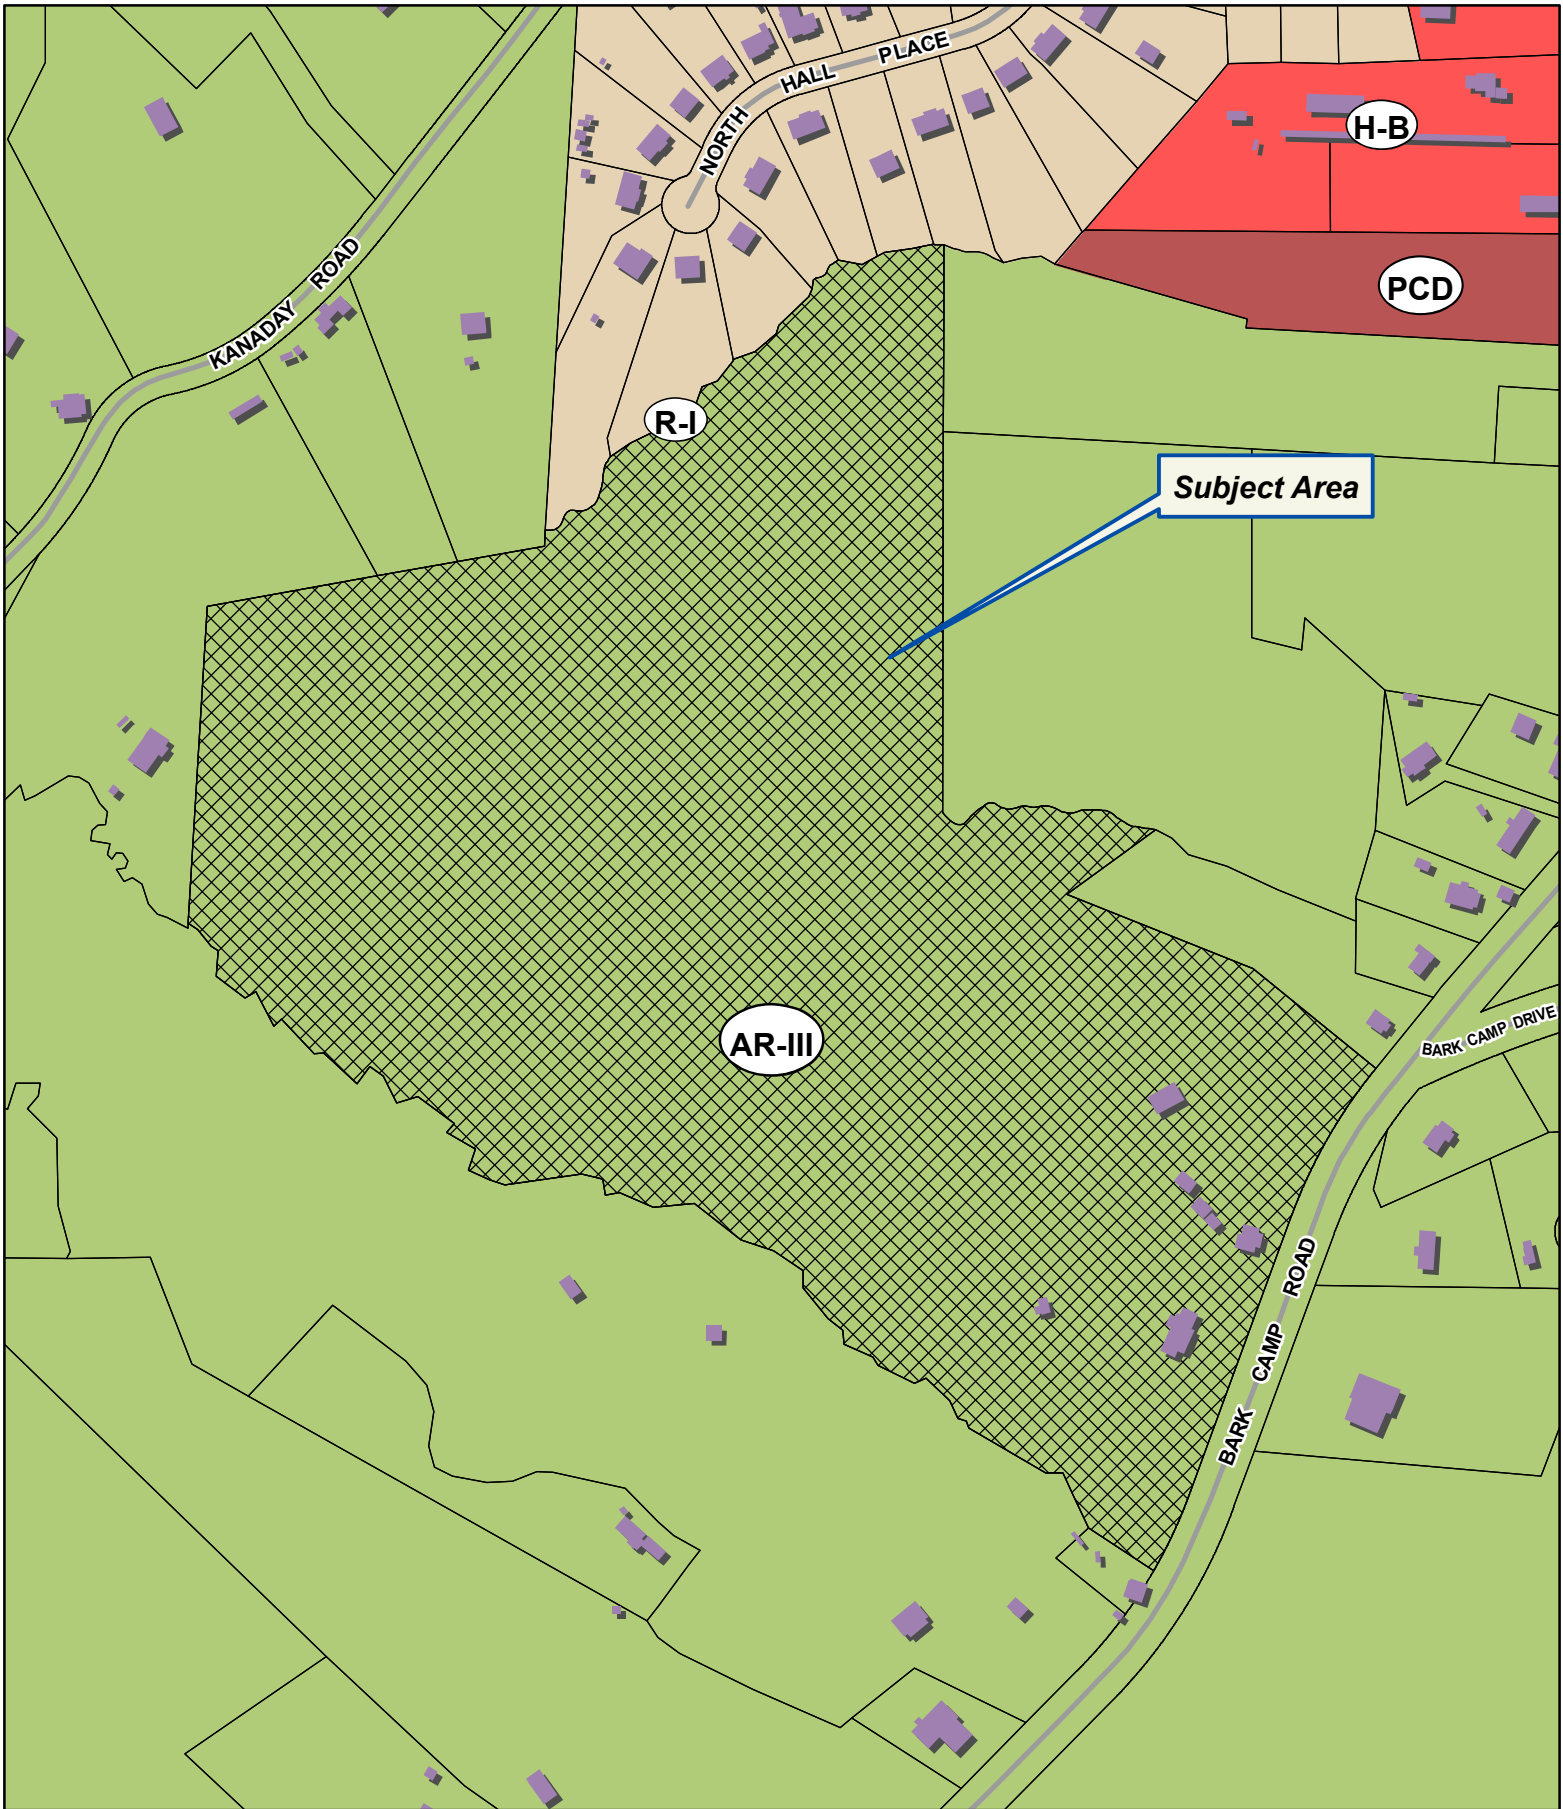 NORTH HALL PLACE
H-B
KANADAY ROAD
PCD
R-I
Subject Area
BARK CAMP DRIVE
AR-III
BARK CAMP ROAD